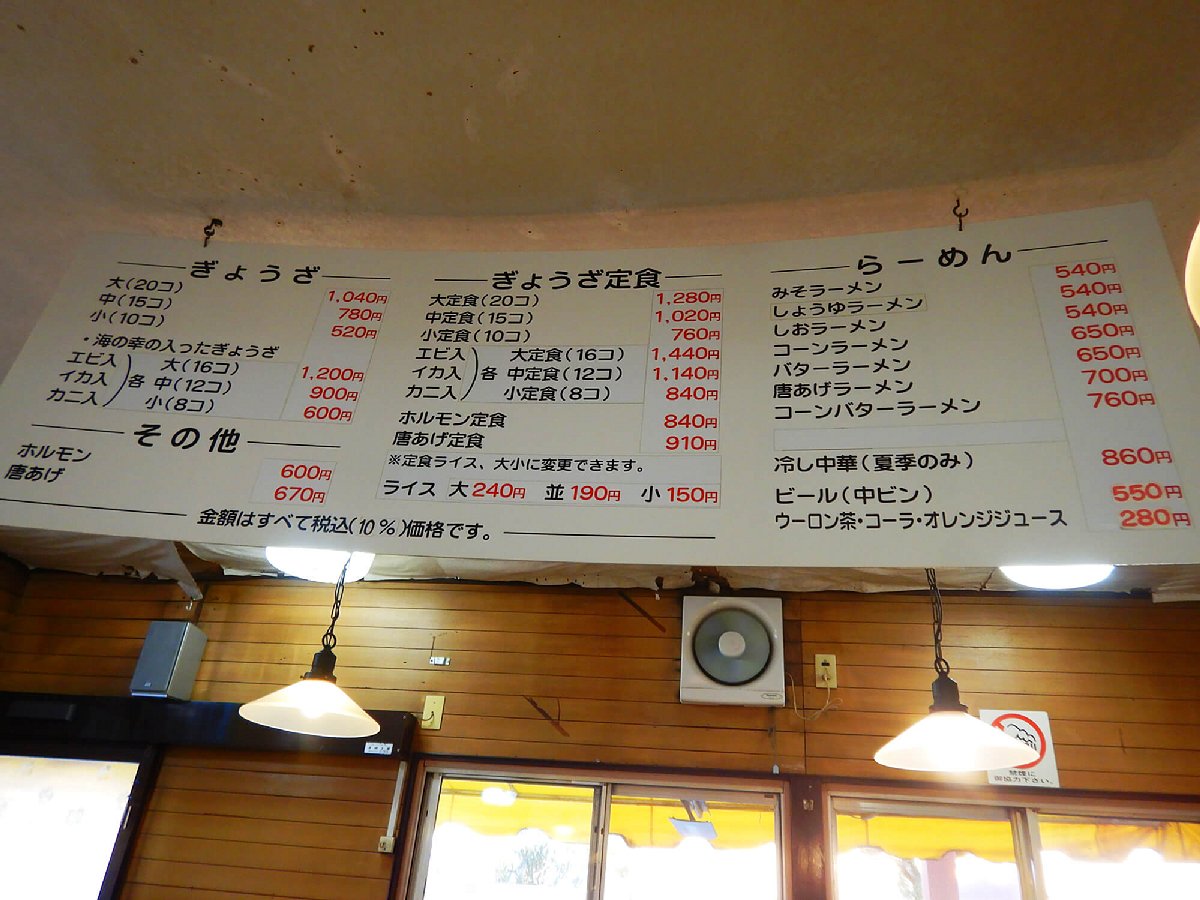 ぎょうざ
大(20コ) 1,040円
中(15コ) 780円
小(10コ) 520円
・海の幸の入ったぎょうざ
エビ入 大(16コ) 1,200円
イカ入 各 中(12コ) 900円
カニ入 小(8コ) 600円
その他
ホルモン 600円
唐あげ 670円
金額はすべて税込(10%)価格です。
ぎょうざ定食
大定食(20コ) 1,280円
中定食(15コ) 1,020円
小定食(10コ) 760円
エビ入 大定食(16コ) 1,440円
イカ入 各 中定食(12コ) 1,140円
カニ入 小定食(8コ) 840円
ホルモン定食 840円
唐あげ定食 910円
※定食ライス、大小に変更できます。
ライス 大240円 並190円 小150円
らーめん
みそラーメン 540円
しょうゆラーメン 540円
しおラーメン 540円
コーンラーメン 650円
バターラーメン 650円
唐あげラーメン 700円
コーンバターラーメン 760円
冷し中華(夏季のみ) 860円
ビール(中ビン) 550円
ウーロン茶・コーラ・オレンジジュース 280円
禁煙に
御協力下さい。